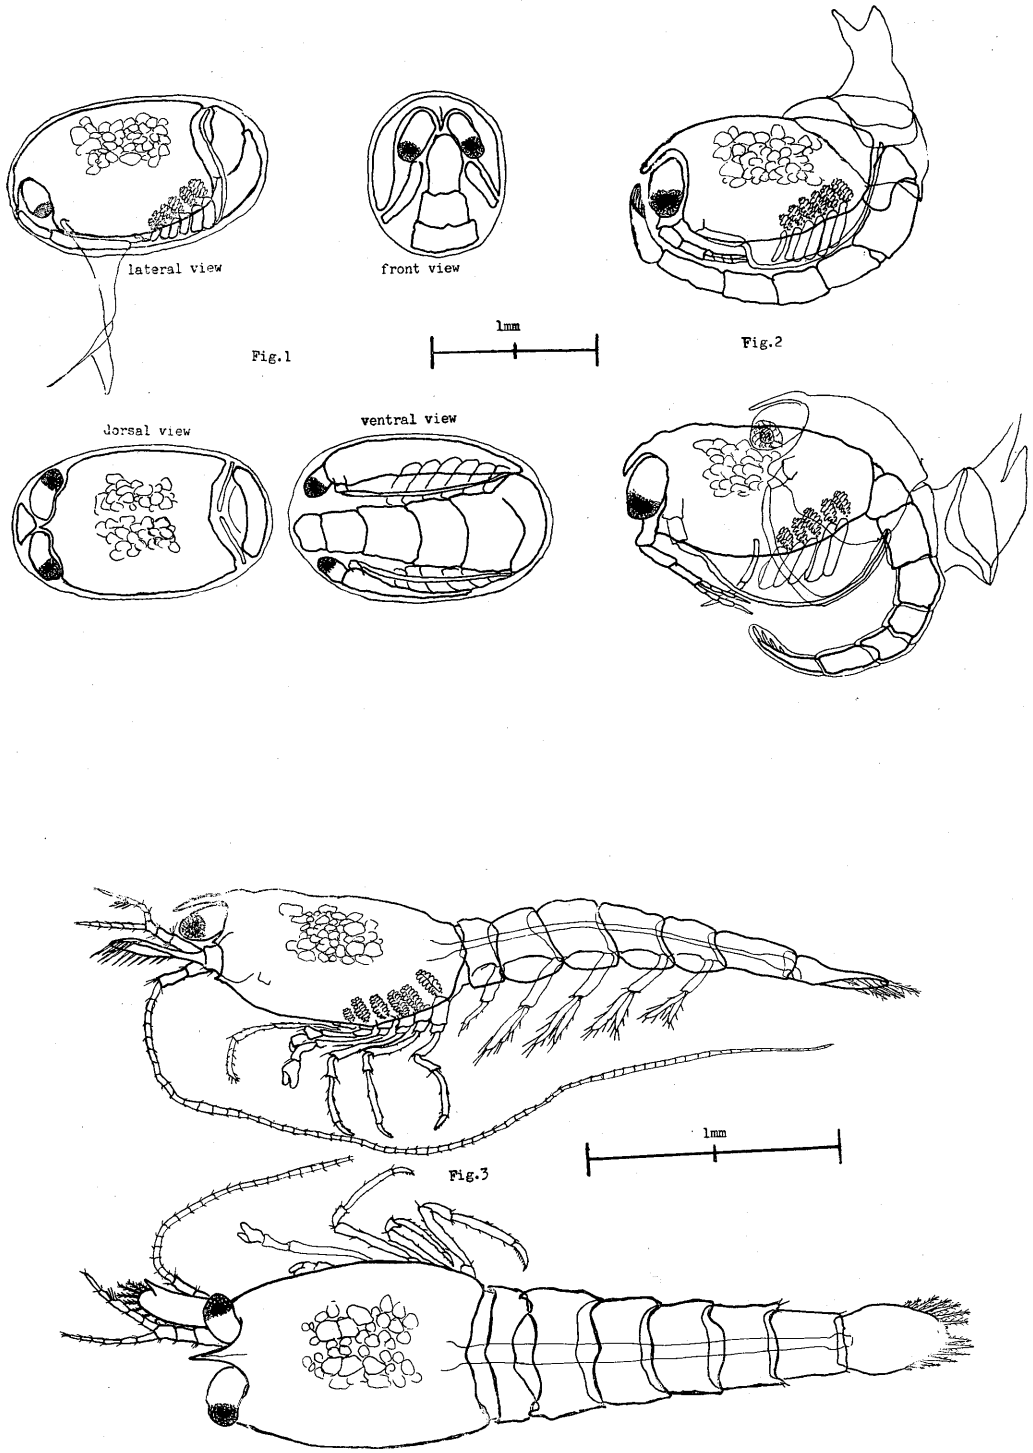 lateral view
front view
1mm
Fig.1
Fig.2
dorsal view
ventral view
1mm
Fig.3